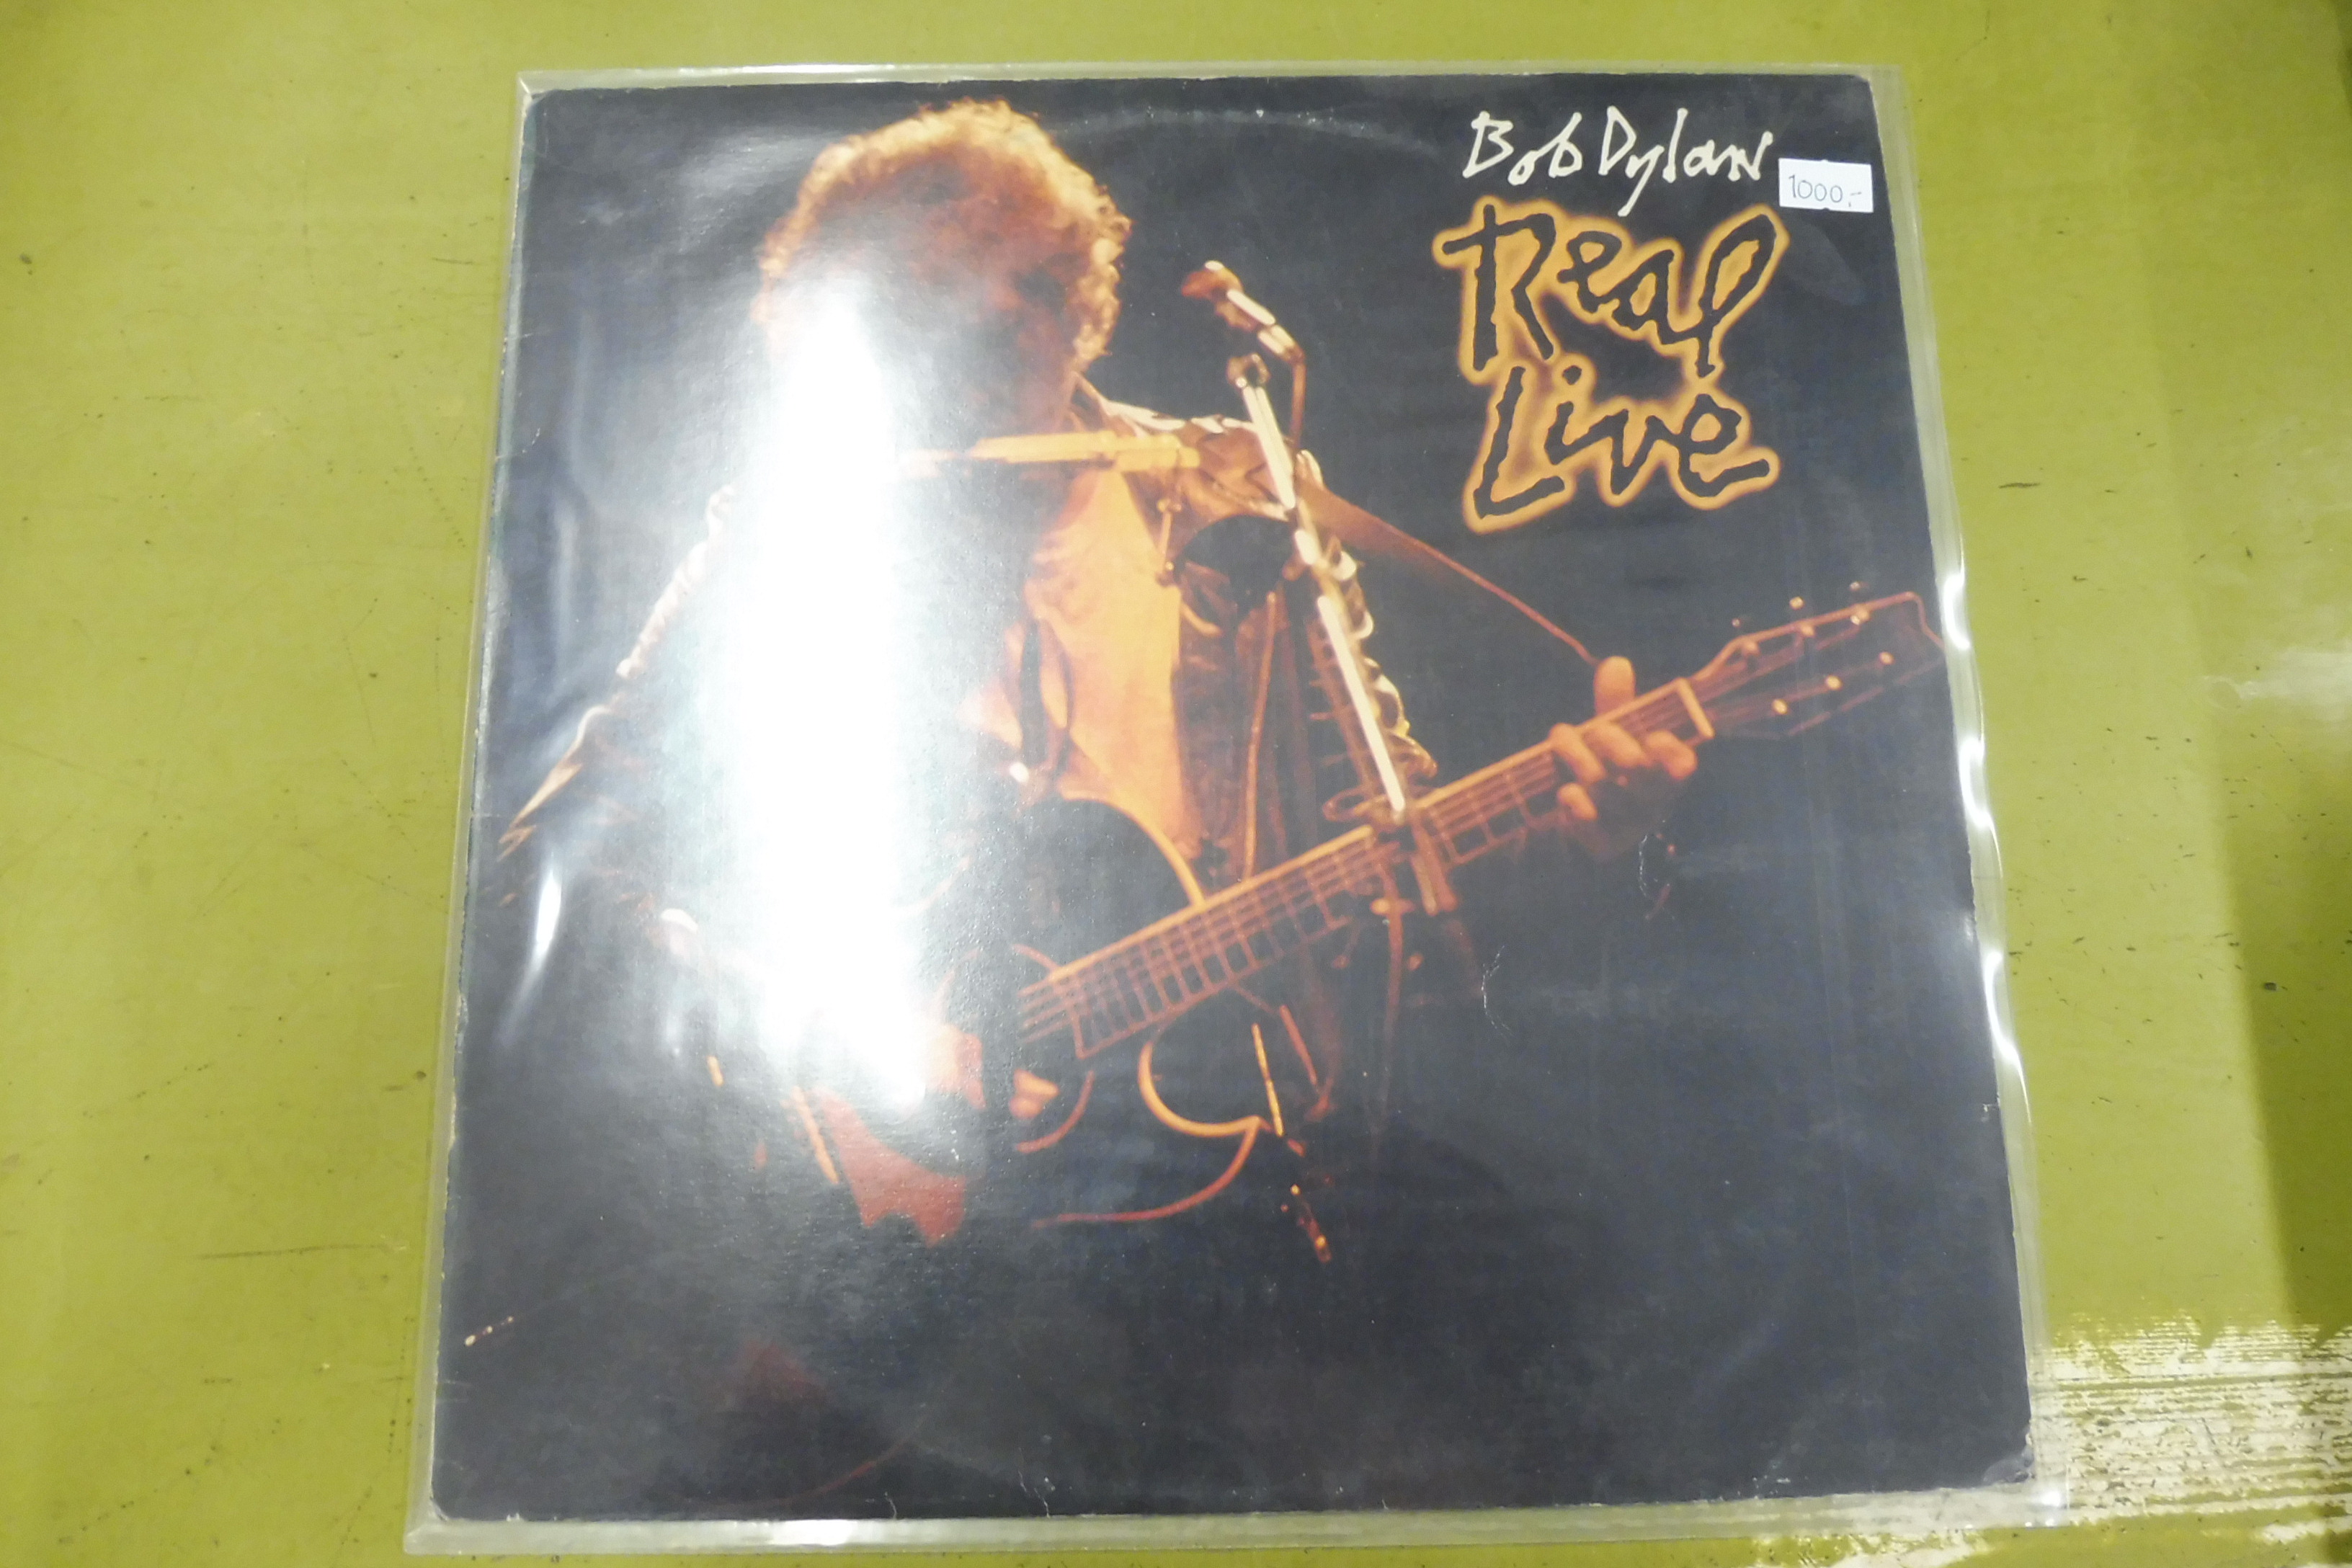 Bob Dylan
1000,-
Real
Live